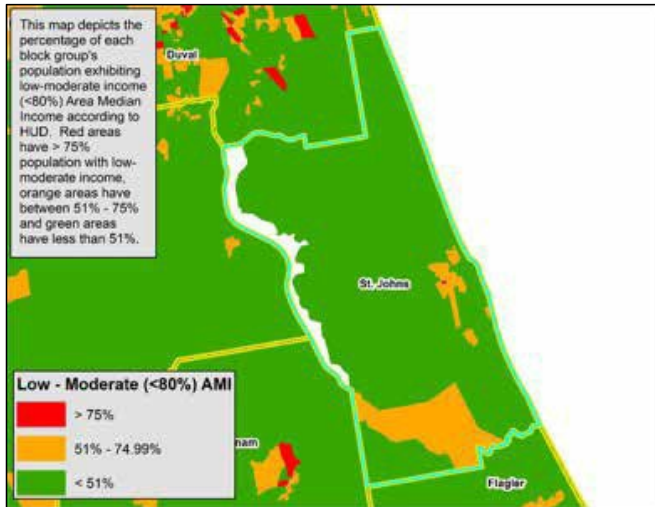 This map depicts the
percentage of each
block group's
population exhibiting
low-moderate income
(<80%) Area Median
Income according to
HUD. Red areas
have > 75%
population with low-
moderate income,
orange areas have
between 51% - 75%
and green areas
have less than 51%.
Duval
St. Johns
Low - Moderate (<80%) AMI
> 75%
51% - 74.99%
< 51%
nam
Flagler